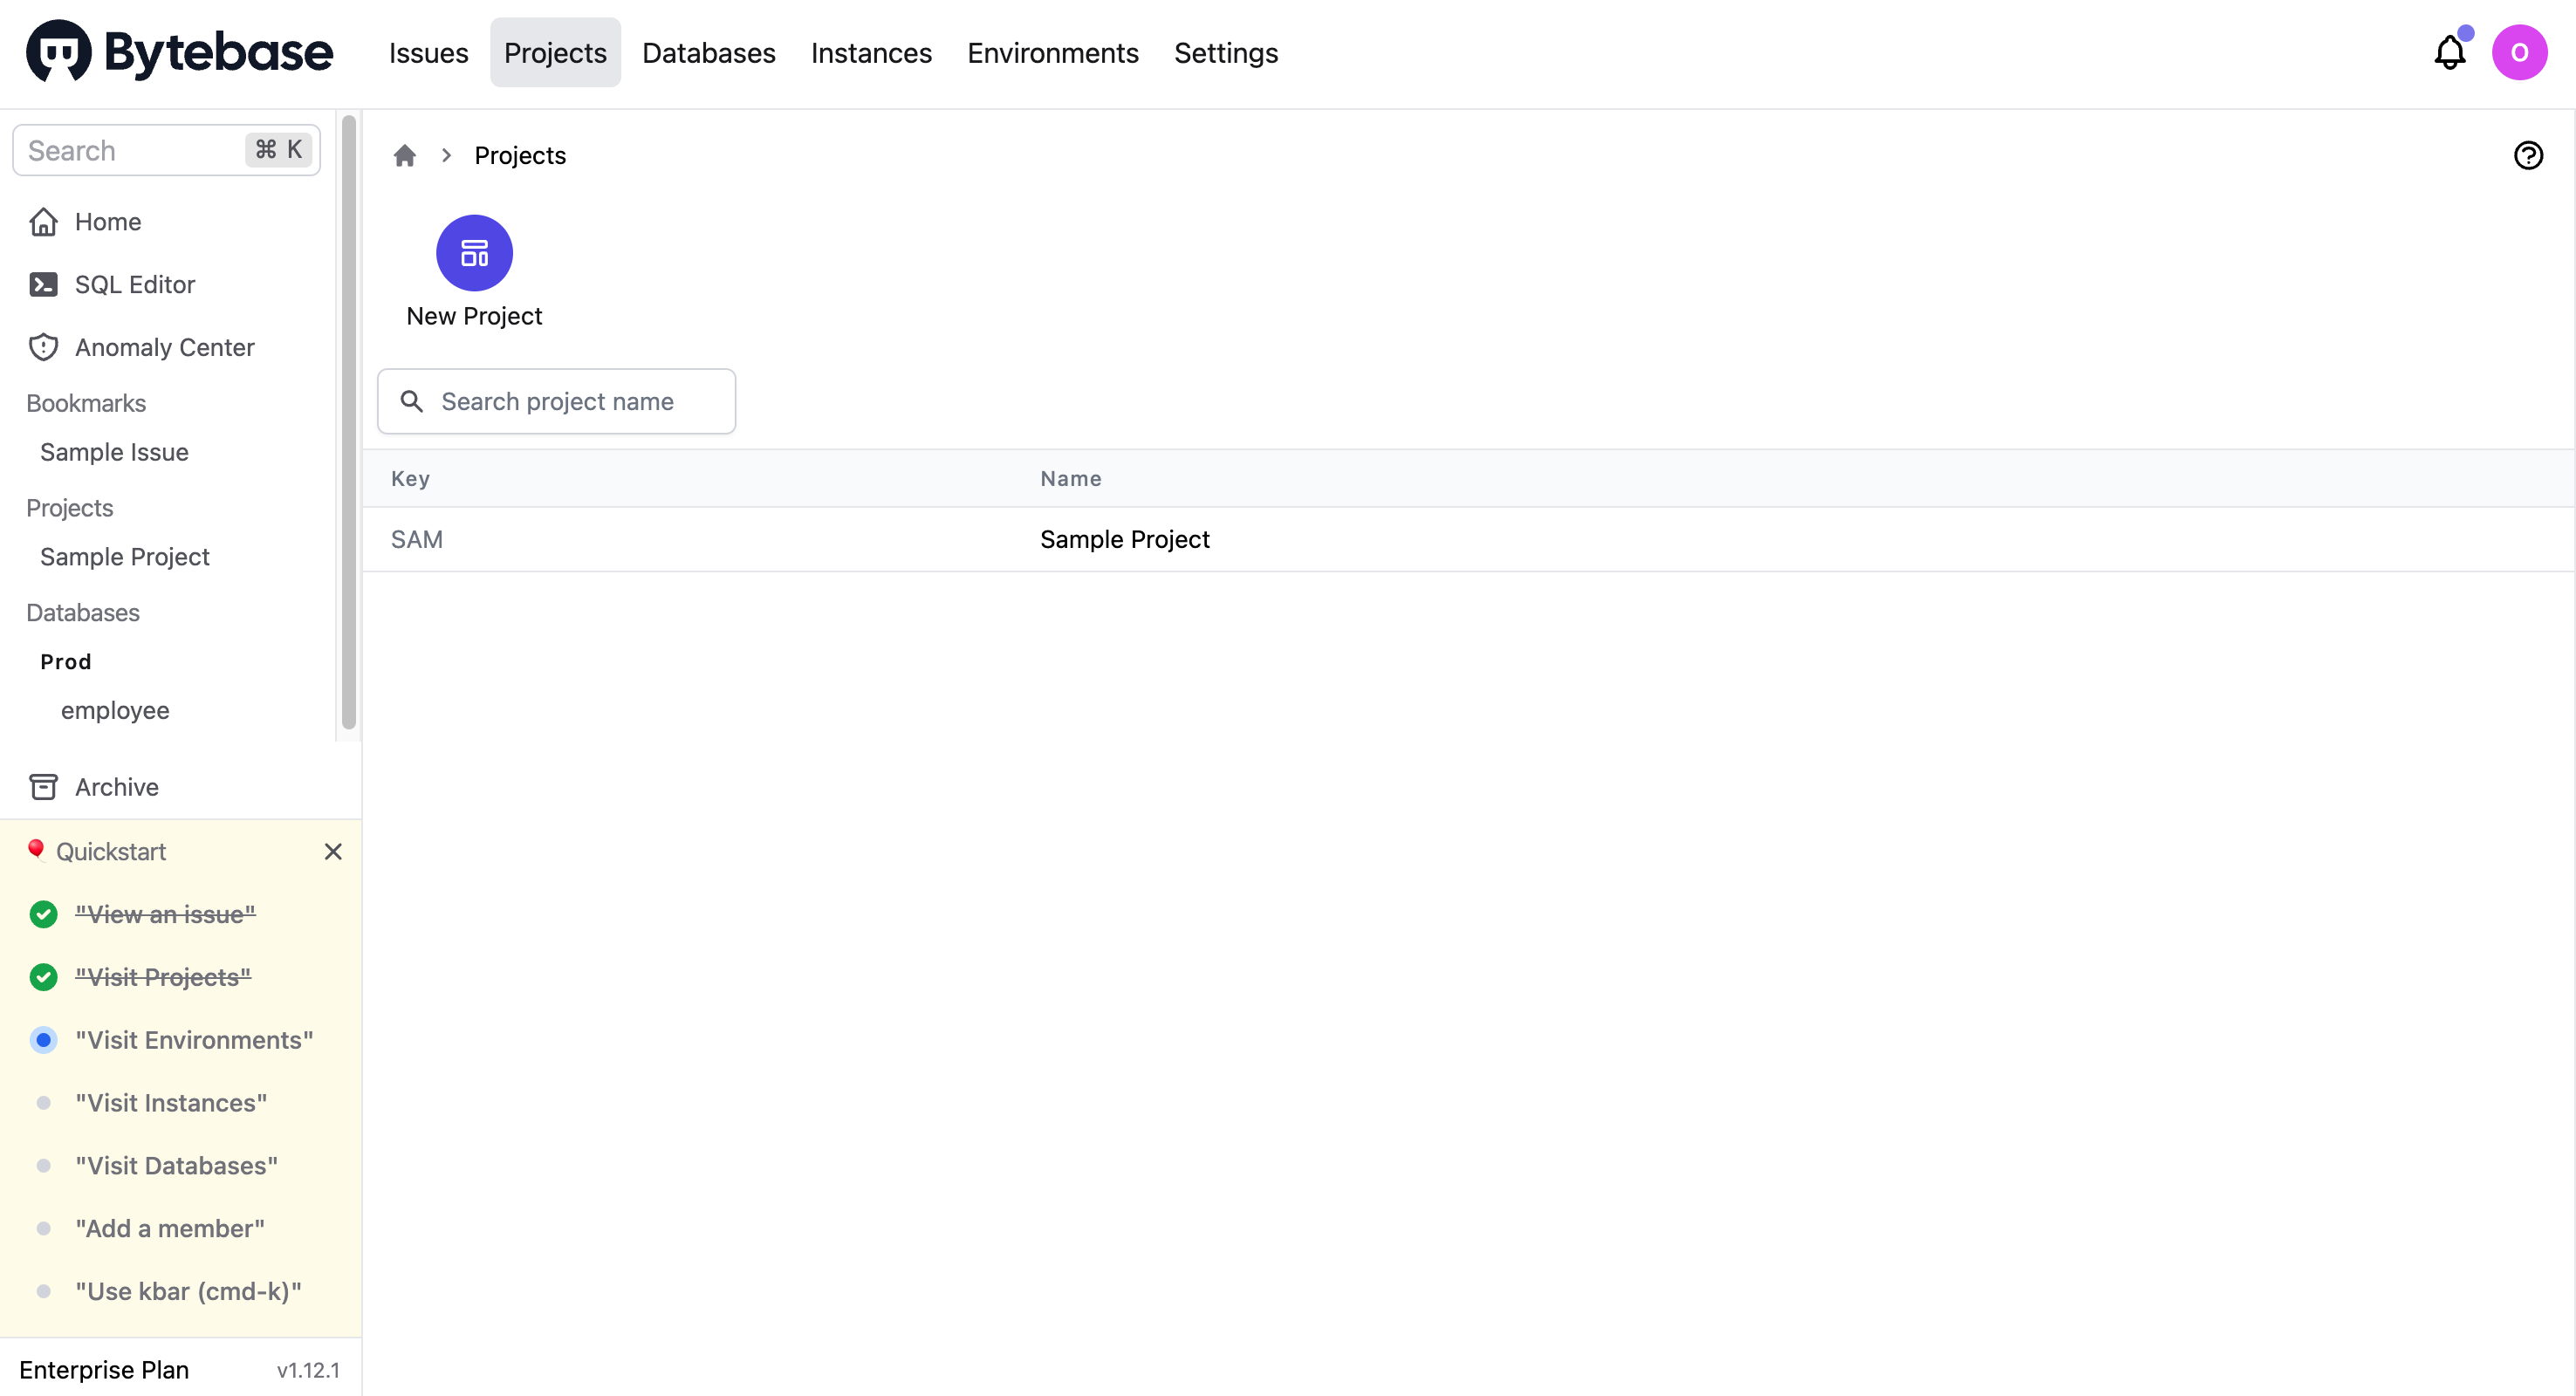 Bytebase
Issues
Projects
Databases
Instances
Environments
Settings
O
Search ⌘ K
Home
SQL Editor
Anomaly Center
Bookmarks
Sample Issue
Projects
Sample Project
Databases
Prod
employee
Archive
Quickstart
"View an issue"
"Visit Projects"
"Visit Environments"
"Visit Instances"
"Visit Databases"
"Add a member"
"Use kbar (cmd-k)"
Enterprise Plan v1.12.1
Projects
New Project
Search project name
Key Name
SAM Sample Project